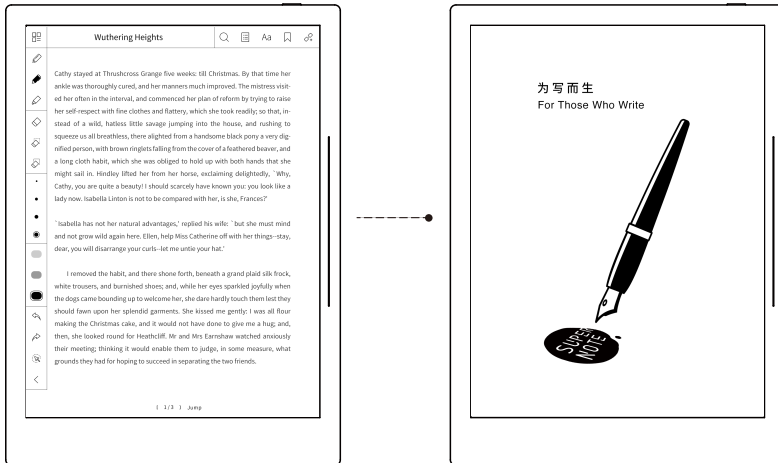 Wuthering Heights
Aa
Cathy stayed at Thrushcross Grange five weeks: till Christmas. By that time her
ankle was thoroughly cured, and her manners much improved. The mistress visit-
ed her often in the interval, and commenced her plan of reform by trying to raise
her self-respect with fine clothes and flattery, which she took readily; so that, in-
stead of a wild, hatless little savage jumping into the house, and rushing to
squeeze us all breathless, there alighted from a handsome black pony a very dig-
nified person, with brown ringlets falling from the cover of a feathered beaver, and
a long cloth habit, which she was obliged to hold up with both hands that she
might sail in. Hindley lifted her from her horse, exclaiming delightedly, `Why,
Cathy, you are quite a beauty! I should scarcely have known you: you look like a
lady now. Isabella Linton is not to be compared with her, is she, Frances?'
`Isabella has not her natural advantages,' replied his wife: `but she must mind
and not grow wild again here. Ellen, help Miss Catherine off with her things--stay,
dear, you will disarrange your curls--let me untie your hat.'
I removed the habit, and there shone forth, beneath a grand plaid silk frock,
white trousers, and burnished shoes; and, while her eyes sparkled joyfully when
the dogs came bounding up to welcome her, she dare hardly touch them lest they
should fawn upon her splendid garments. She kissed me gently: I was all flour
making the Christmas cake, and it would not have done to give me a hug; and,
then, she looked round for Heathcliff. Mr and Mrs Earnshaw watched anxiously
their meeting; thinking it would enable them to judge, in some measure, what
grounds they had for hoping to succeed in separating the two friends.
| 1/3 | Jump
为写而生
For Those Who Write
SUPER
NOTE